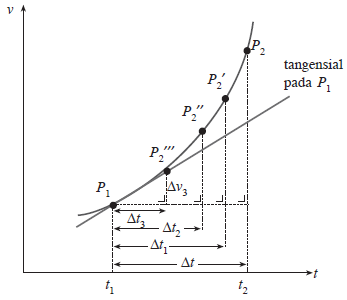 v
P₂
tangensial
pada P₁
P₂′
P₂″
P₂‴
P₁
Δv₃
Δt₃
Δt₂
Δt₁
Δt
t
t₁
t₂